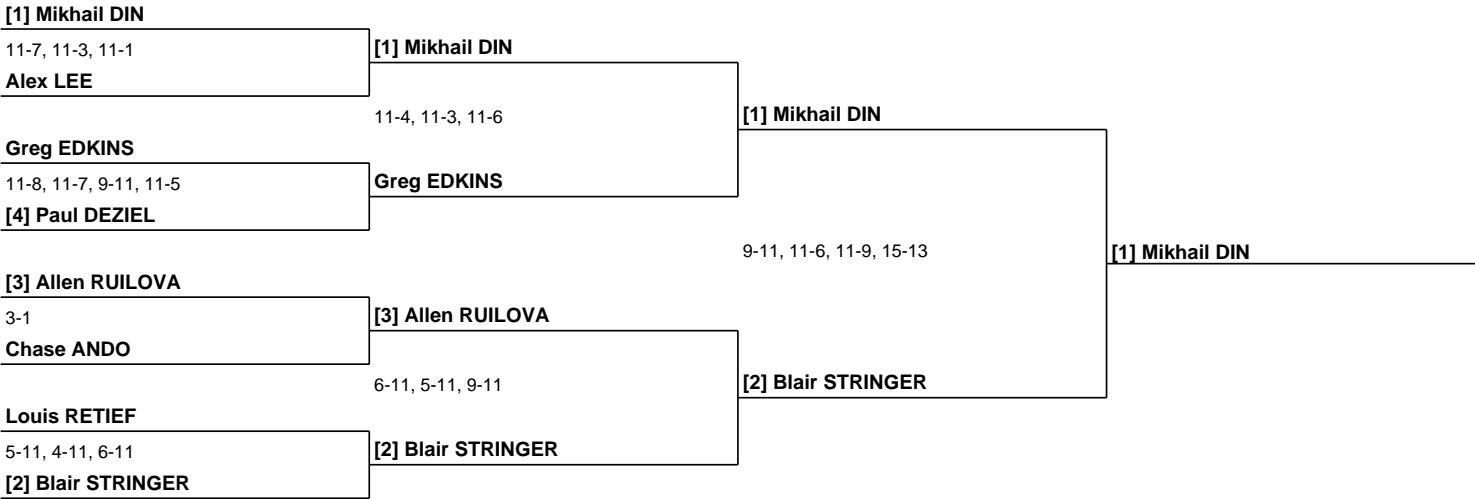 [1] Mikhail DIN
11-7, 11-3, 11-1
Alex LEE
Greg EDKINS
11-8, 11-7, 9-11, 11-5
[4] Paul DEZIEL
[3] Allen RUILOVA
3-1
Chase ANDO
Louis RETIEF
5-11, 4-11, 6-11
[2] Blair STRINGER
[1] Mikhail DIN
11-4, 11-3, 11-6
Greg EDKINS
[3] Allen RUILOVA
6-11, 5-11, 9-11
[2] Blair STRINGER
[1] Mikhail DIN
9-11, 11-6, 11-9, 15-13
[2] Blair STRINGER
[1] Mikhail DIN